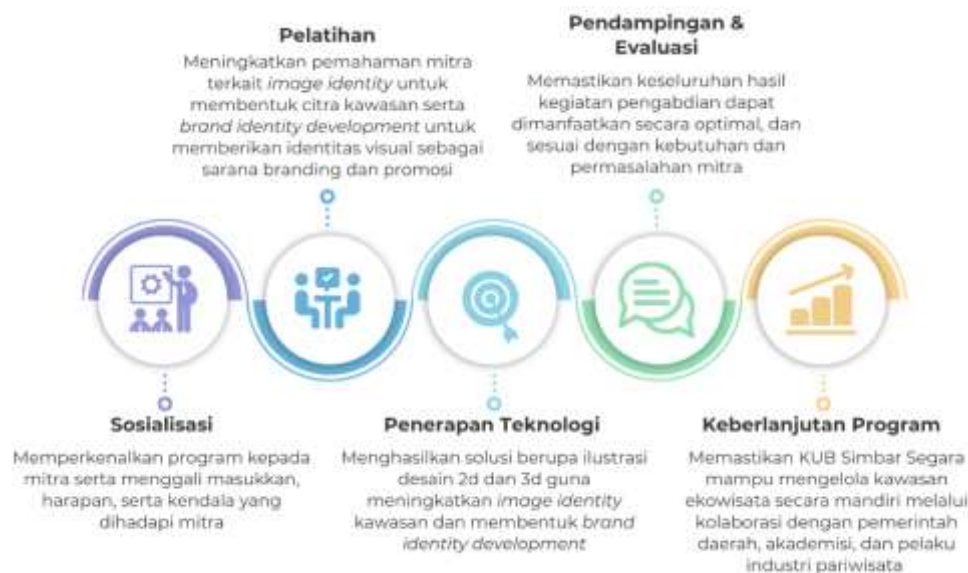 Pelatihan
Meningkatkan pemahaman mitra
terkait image identity untuk
membentuk citra kawasan serta
brand identity development untuk
memberikan identitas visual sebagai
sarana branding dan promosi
Pendampingan &
Evaluasi
Memastikan keseluruhan hasil
kegiatan pengabdian dapat
dimanfaatkan secara optimal, dan
sesuai dengan kebutuhan dan
permasalahan mitra
Sosialisasi
Memperkenalkan program kepada
mitra serta menggali masukkan,
harapan, serta kendala yang
dihadapi mitra
Penerapan Teknologi
Menghasilkan solusi berupa ilustrasi
desain 2d dan 3d guna
meningkatkan image identity
kawasan dan membentuk brand
identity development
Keberlanjutan Program
Memastikan KUB Simbar Segara
mampu mengelola kawasan
ekowisata secara mandiri melalui
kolaborasi dengan pemerintah
daerah, akademisi, dan pelaku
industri pariwisata